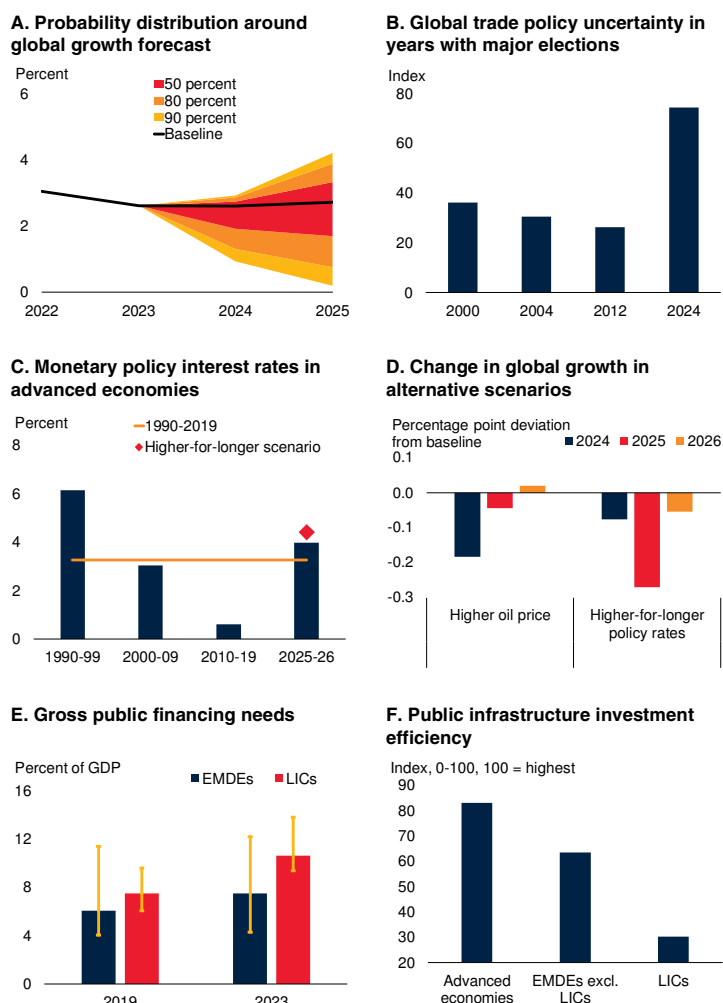 A. Probability distribution around
global growth forecast
Percent
50 percent
80 percent
90 percent
Baseline
6
4
2
0
2022 2023 2024 2025
B. Global trade policy uncertainty in
years with major elections
Index
80
60
40
20
0
2000 2004 2012 2024
C. Monetary policy interest rates in
advanced economies
Percent
1990-2019
Higher-for-longer scenario
8
6
4
2
0
1990-99 2000-09 2010-19 2025-26
D. Change in global growth in
alternative scenarios
Percentage point deviation
from baseline
2024 2025 2026
0.1
0.0
-0.1
-0.2
-0.3
Higher oil price
Higher-for-longer
policy rates
E. Gross public financing needs
Percent of GDP
EMDEs LICs
16
12
8
4
0
2019 2023
F. Public infrastructure investment
efficiency
Index, 0-100, 100 = highest
90
80
70
60
50
40
30
20
Advanced
economies
EMDEs excl.
LICs
LICs